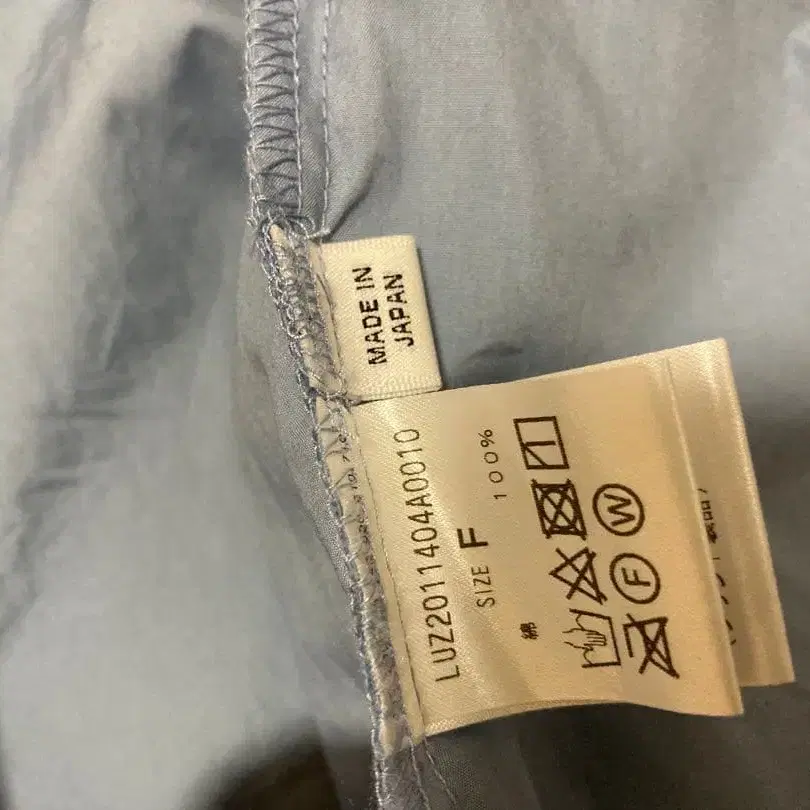 MADE IN
JAPAN
LUZ2011404A0010
SIZE F
綿 100%
F W